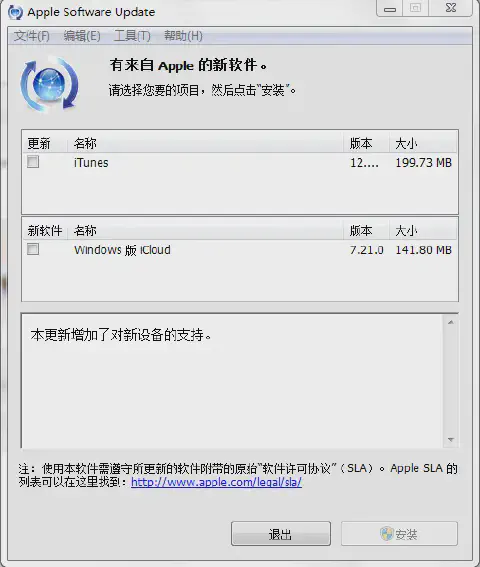 Apple Software Update
文件(F) 编辑(E) 工具(T) 帮助(H)
有来自 Apple 的新软件。
请选择您要的项目，然后点击“安装”。
更新 名称 版本 大小
iTunes 12.... 199.73 MB
新软件 名称 版本 大小
Windows 版 iCloud 7.21.0 141.80 MB
本更新增加了对新设备的支持。
注：使用本软件需遵守所更新的软件附带的原始“软件许可协议”（SLA）。Apple SLA 的
列表可以在这里找到：http://www.apple.com/legal/sla/
退出 安装